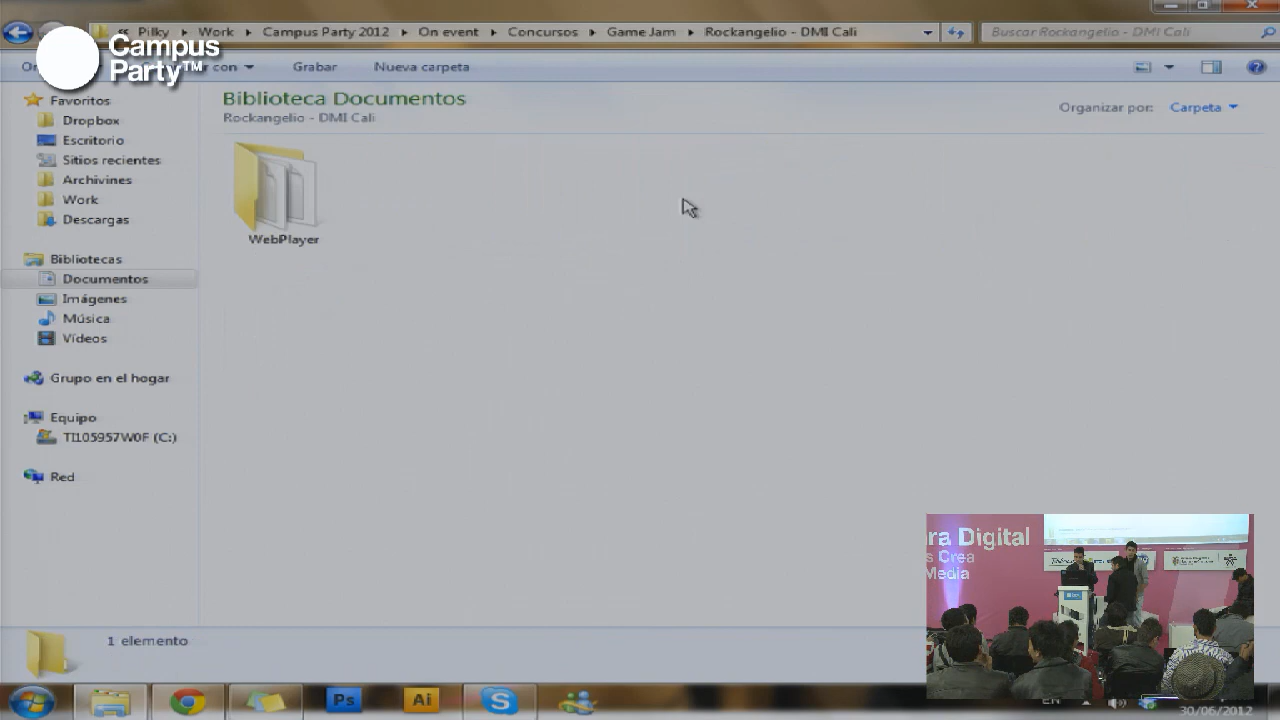 « Pilky ▸ Work ▸ Campus Party 2012 ▸ On event ▸ Concursos ▸ Game Jam ▸ Rockangelio - DMI Cali
Buscar Rockangelio - DMI Cali
Campus
Party™
con
Grabar
Nueva carpeta
Favoritos
Dropbox
Escritorio
Sitios recientes
Archivines
Work
Descargas
Bibliotecas
Documentos
Imágenes
Música
Vídeos
Grupo en el hogar
Equipo
TI105957W0F (C:)
Red
Biblioteca Documentos
Rockangelio - DMI Cali
Organizar por:
Carpeta
WebPlayer
1 elemento
ra Digital
s Crea
Media
Ps
Ai
S
EN
30/06/2012